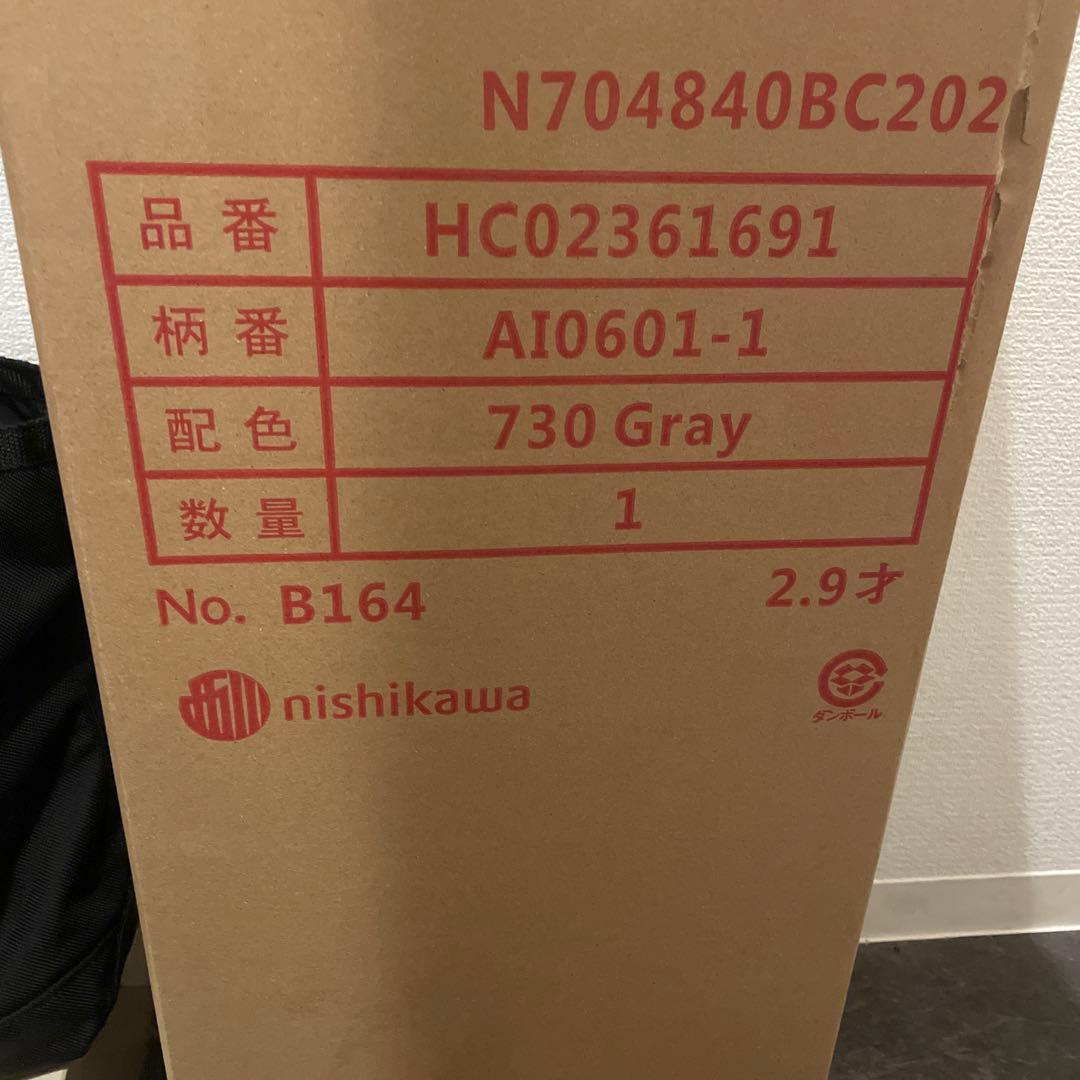 N704840BC202
品番 HC02361691
柄番 AI0601-1
配色 730 Gray
数量 1
No. B164 2.9才
nishikawa
ダンボール